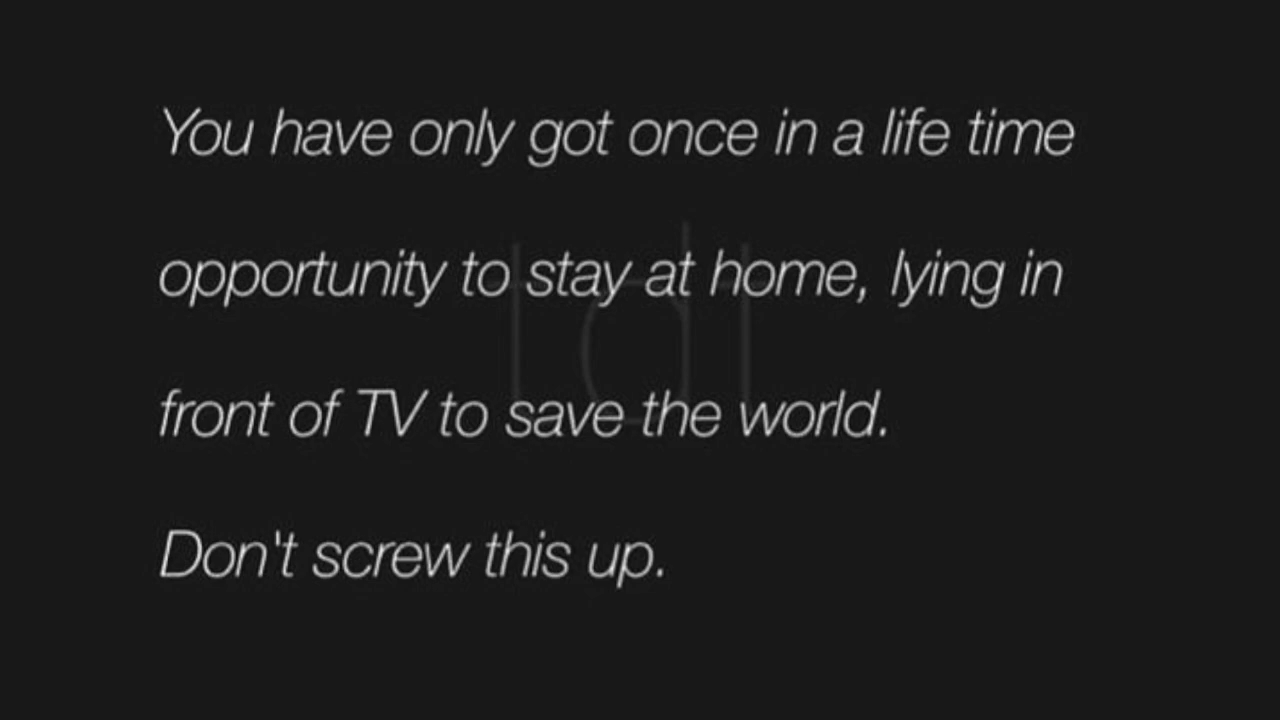 You have only got once in a life time
opportunity to stay at home, lying in
front of TV to save the world.
Don't screw this up.